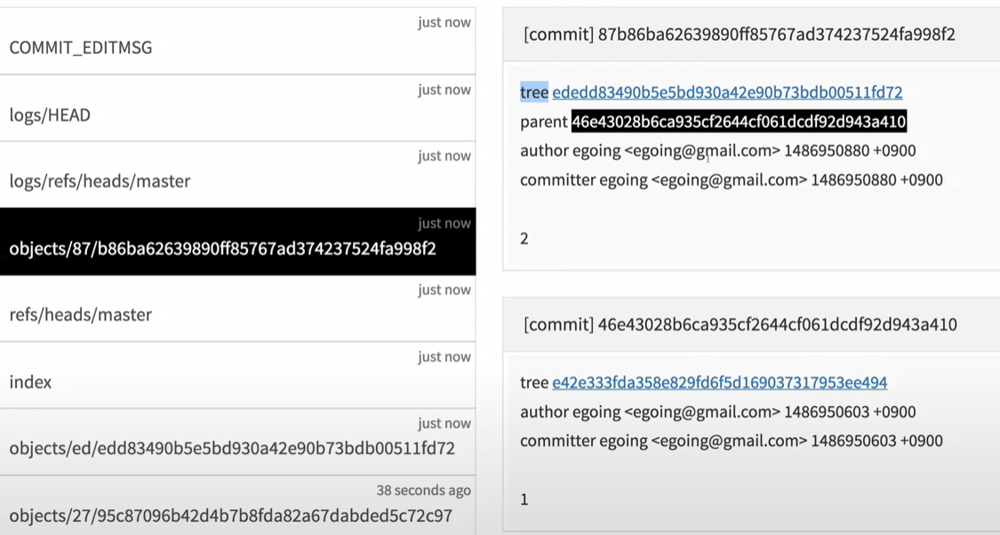 just now
COMMIT_EDITMSG
just now
logs/HEAD
just now
logs/refs/heads/master
just now
objects/87/b86ba62639890ff85767ad374237524fa998f2
just now
refs/heads/master
just now
index
just now
objects/ed/edd83490b5e5bd930a42e90b73bdb00511fd72
38 seconds ago
objects/27/95c87096b42d4b7b8fda82a67dabded5c72c97
[commit] 87b86ba62639890ff85767ad374237524fa998f2
tree ededd83490b5e5bd930a42e90b73bdb00511fd72
parent 46e43028b6ca935cf2644cf061dcdf92d943a410
author egoing <egoing@gmail.com> 1486950880 +0900
committer egoing <egoing@gmail.com> 1486950880 +0900
2
[commit] 46e43028b6ca935cf2644cf061dcdf92d943a410
tree e42e333fda358e829fd6f5d169037317953ee494
author egoing <egoing@gmail.com> 1486950603 +0900
committer egoing <egoing@gmail.com> 1486950603 +0900
1